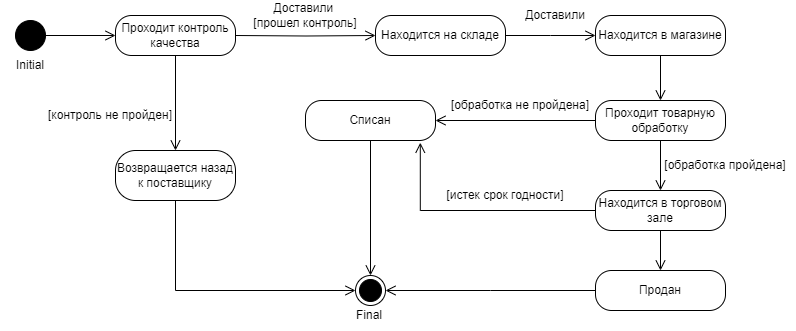 Доставили
[прошел контроль]
Доставили
Проходит контроль
качества
Находится на складе
Находится в магазине
Initial
[контроль не пройден]
[обработка не пройдена]
Списан
Проходит товарную
обработку
Возвращается назад
к поставщику
[обработка пройдена]
[истек срок годности]
Находится в торговом
зале
Продан
Final